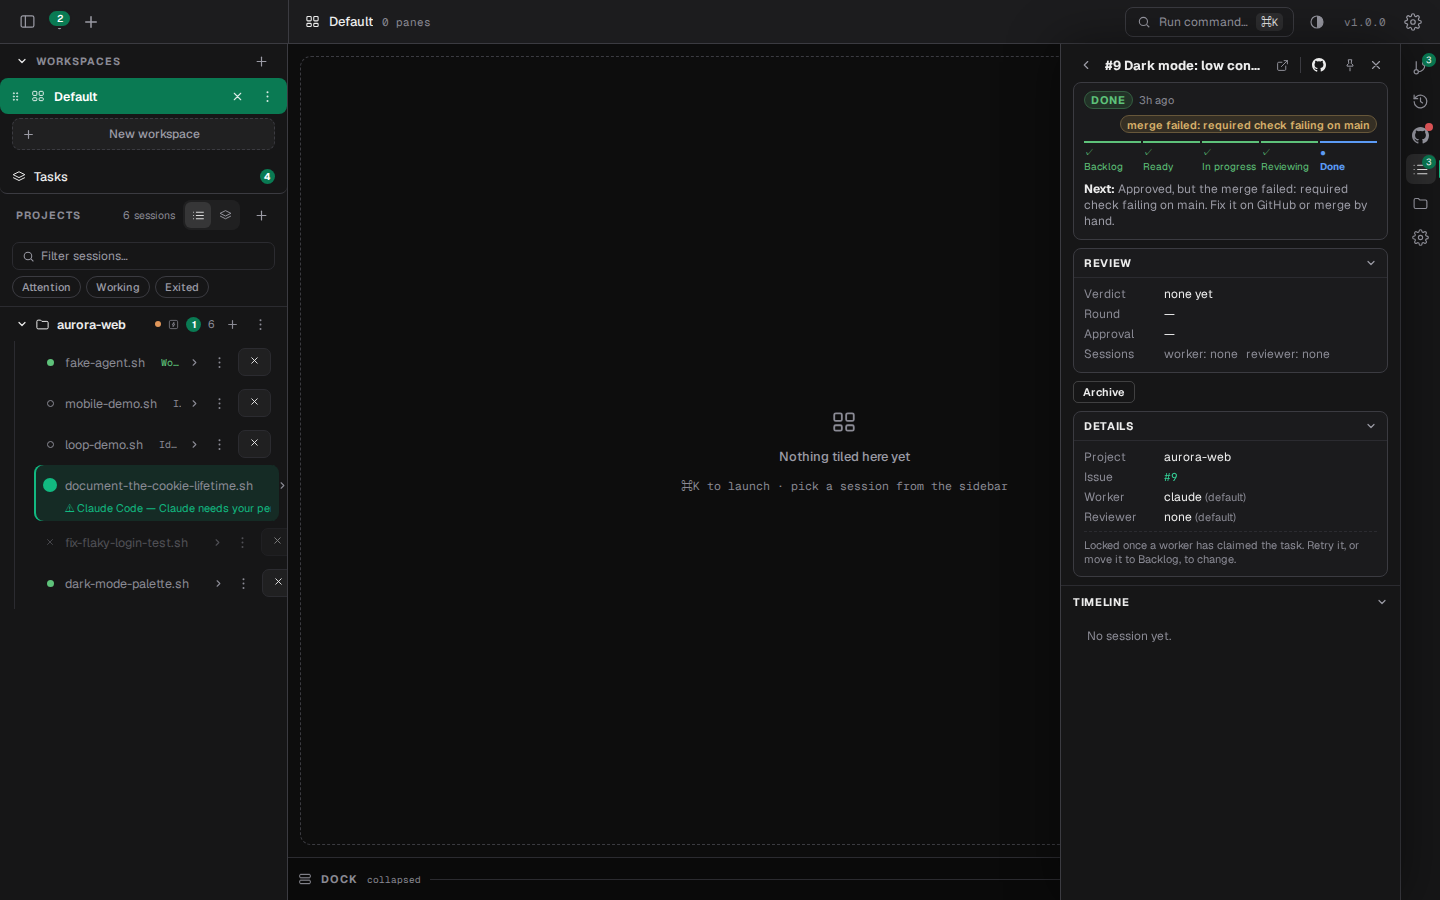 2
Default 0 panes
Run command... ⌘K
v1.0.0
WORKSPACES
Default
New workspace
Tasks 4
PROJECTS 6 sessions
Filter sessions...
Attention Working Exited
aurora-web 1 6
fake-agent.sh Wo…
mobile-demo.sh I.
loop-demo.sh Id…
document-the-cookie-lifetime.sh
⚠ Claude Code — Claude needs your pe
fix-flaky-login-test.sh
dark-mode-palette.sh
Nothing tiled here yet
⌘K to launch · pick a session from the sidebar
DOCK collapsed
#9 Dark mode: low con...
DONE 3h ago
merge failed: required check failing on main
✓ ✓ ✓ ✓
Backlog Ready In progress Reviewing Done
Next: Approved, but the merge failed: required
check failing on main. Fix it on GitHub or merge by
hand.
REVIEW
Verdict none yet
Round —
Approval —
Sessions worker: none reviewer: none
Archive
DETAILS
Project aurora-web
Issue #9
Worker claude (default)
Reviewer none (default)
Locked once a worker has claimed the task. Retry it, or
move it to Backlog, to change.
TIMELINE
No session yet.
3
3